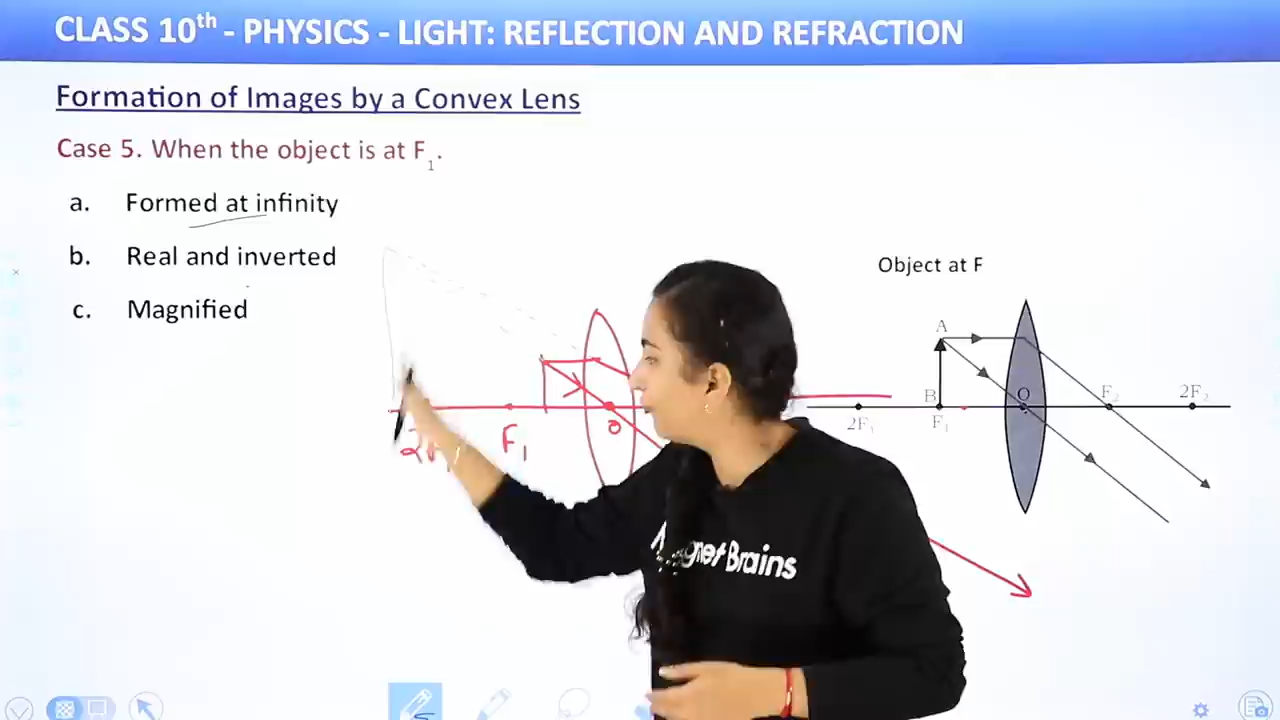 CLASS 10th - PHYSICS - LIGHT: REFLECTION AND REFRACTION
Formation of Images by a Convex Lens
Case 5. When the object is at F1.
a. Formed at infinity
b. Real and inverted
c. Magnified
Object at F
A
B
O
F2
2F2
2F1
F1
F1
O
Brains